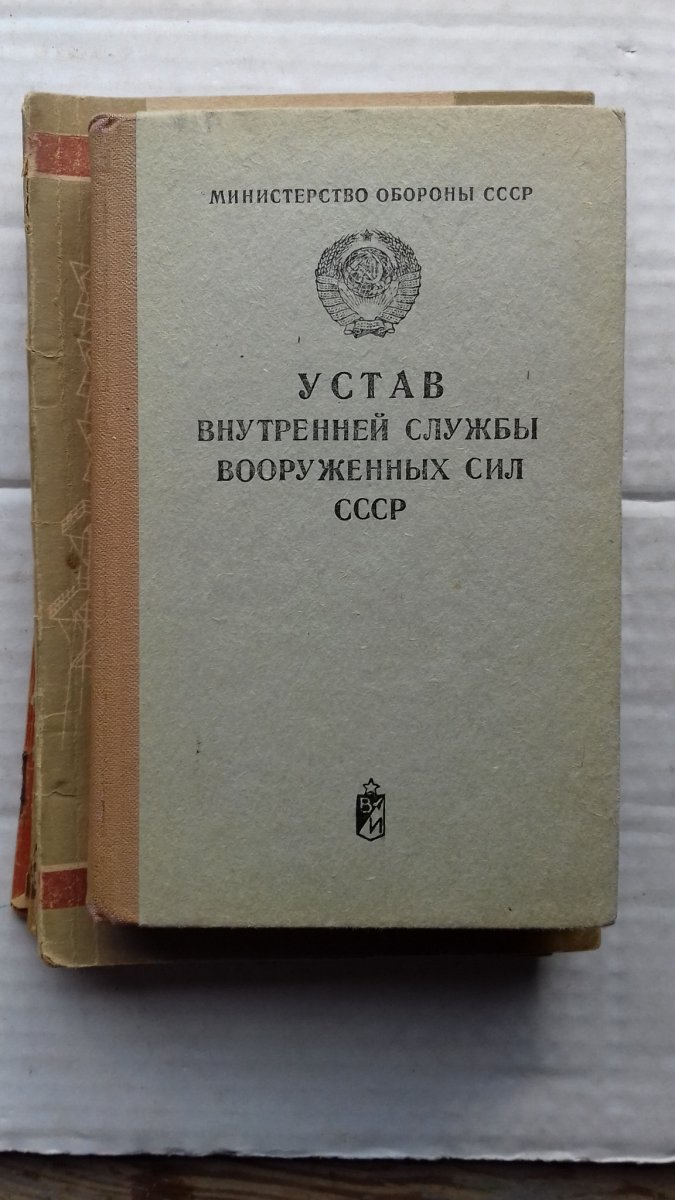 МИНИСТЕРСТВО ОБОРОНЫ СССР
УСТАВ
ВНУТРЕННЕЙ СЛУЖБЫ
ВООРУЖЕННЫХ СИЛ
СССР
В
И